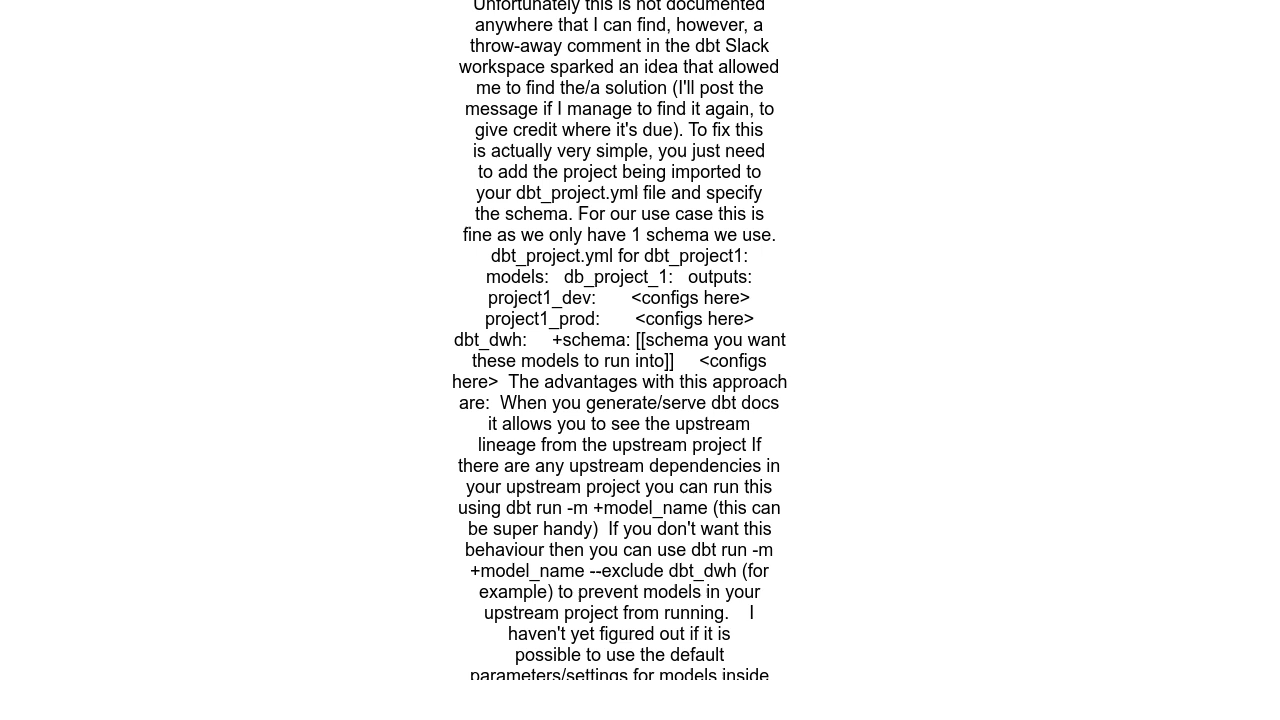 Unfortunately this is not documented
anywhere that I can find, however, a
throw-away comment in the dbt Slack
workspace sparked an idea that allowed
me to find the/a solution (I'll post the
message if I manage to find it again, to
give credit where it's due). To fix this
is actually very simple, you just need
to add the project being imported to
your dbt_project.yml file and specify
the schema. For our use case this is
fine as we only have 1 schema we use.
dbt_project.yml for dbt_project1:
models:   db_project_1:   outputs:
project1_dev:       <configs here>
project1_prod:       <configs here>
dbt_dwh:     +schema: [[schema you want
these models to run into]]     <configs
here>  The advantages with this approach
are:  When you generate/serve dbt docs
it allows you to see the upstream
lineage from the upstream project If
there are any upstream dependencies in
your upstream project you can run this
using dbt run -m +model_name (this can
be super handy)  If you don't want this
behaviour then you can use dbt run -m
+model_name --exclude dbt_dwh (for
example) to prevent models in your
upstream project from running.    I
haven't yet figured out if it is
possible to use the default
parameters/settings for models inside